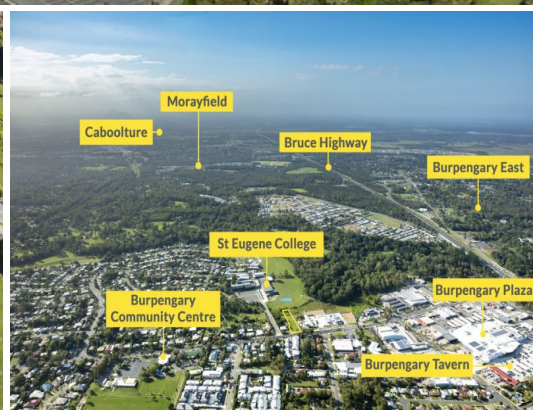 Morayfield
Caboolture
Bruce Highway
Burpengary East
St Eugene College
Burpengary
Community Centre
Burpengary Plaza
Burpengary Tavern